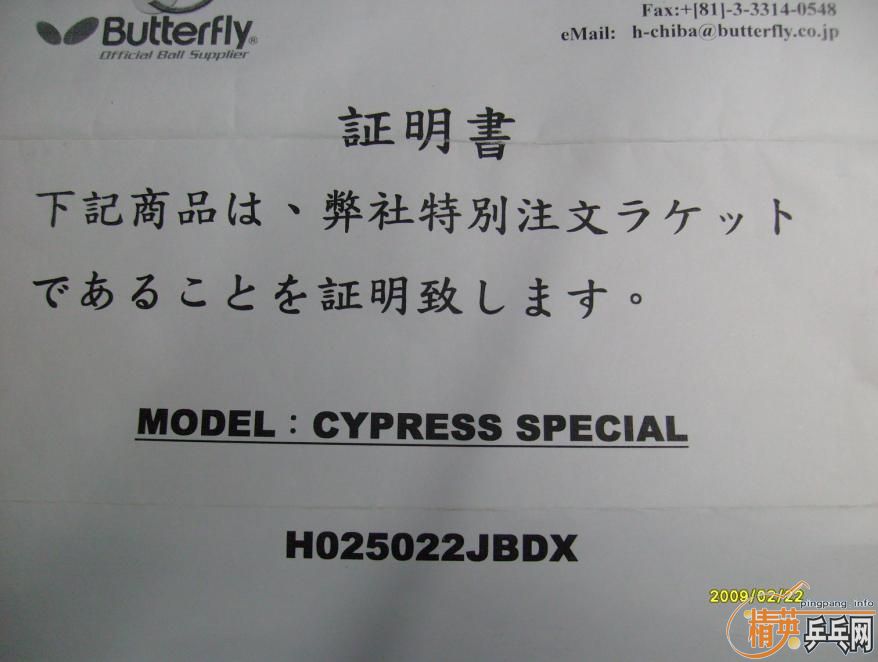 Butterfly®
Official Ball Supplier
Fax:+[81]-3-3314-0548
eMail: h-chiba@butterfly.co.jp
証明書
下記商品は、弊社特別注文ラケット
であることを証明致します。
MODEL：CYPRESS SPECIAL
H025022JBDX
2009/02/22
pingpang.info
精英乒乓网